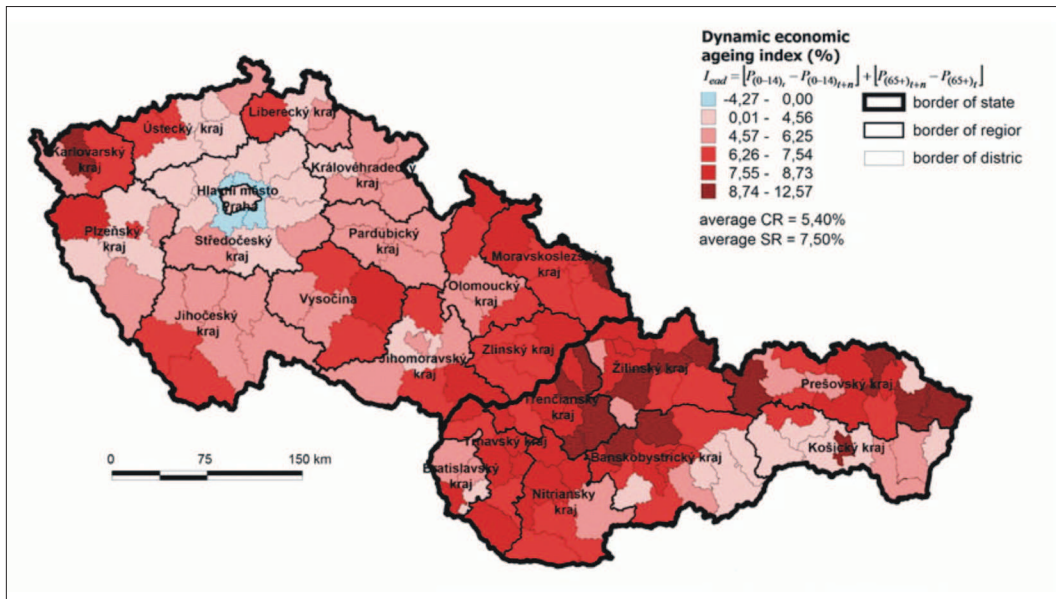 Dynamic economic
ageing index (%)
I_ead = ⌊P_(0–14)t − P_(0–14)t+n⌋ + ⌊P_(65+)t+n − P_(65+)t⌋
-4,27 - 0,00
0,01 - 4,56
4,57 - 6,25
6,26 - 7,54
7,55 - 8,73
8,74 - 12,57
border of state
border of regior
border of distric
average CR = 5,40%
average SR = 7,50%
Liberecký kraj
Ústecký kraj
Karlovarský
kraj
Královéhradecký
kraj
Hlavní město
Praha
Plzeňský
kraj
Středočeský
kraj
Pardubický
kraj
Moravskoslezský
kraj
Olomoucký
kraj
Vysočina
Jihočeský
kraj
Jihomoravský
kraj
Zlínský kraj
Žilinský kraj
Prešovský kraj
Trenčiansky
kraj
Trnavský kraj
Banskobystrický kraj
Košický kraj
Bratislavský
kraj
Nitriansky
kraj
0 75 150 km